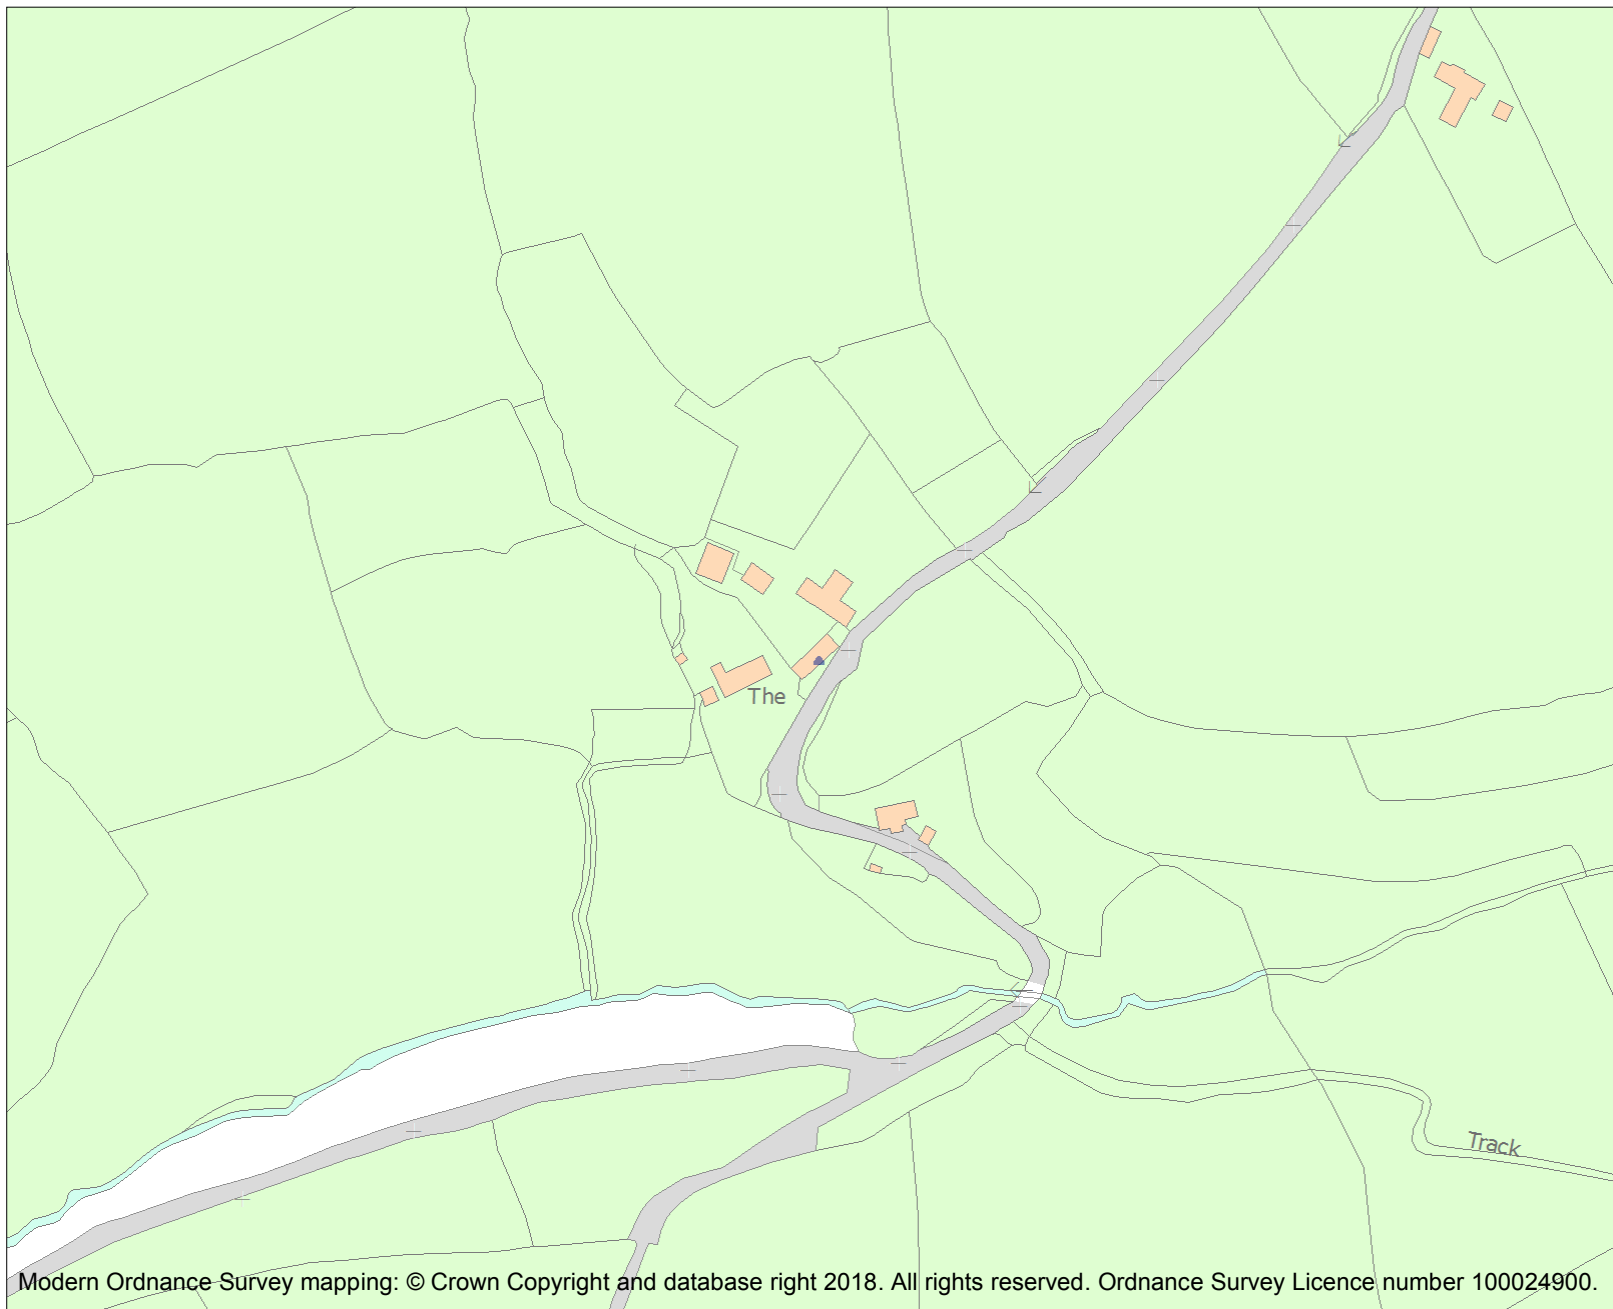 The
Track
Modern Ordnance Survey mapping: © Crown Copyright and database right 2018. All rights reserved. Ordnance Survey Licence number 100024900.